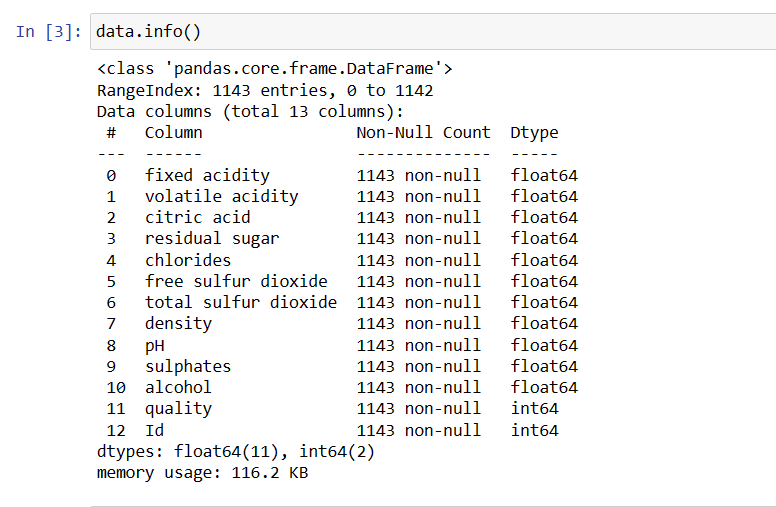 In [3]: data.info()
<class 'pandas.core.frame.DataFrame'>
RangeIndex: 1143 entries, 0 to 1142
Data columns (total 13 columns):
 #   Column                Non-Null Count  Dtype
---  ------                --------------  -----
 0   fixed acidity         1143 non-null   float64
 1   volatile acidity      1143 non-null   float64
 2   citric acid           1143 non-null   float64
 3   residual sugar        1143 non-null   float64
 4   chlorides             1143 non-null   float64
 5   free sulfur dioxide   1143 non-null   float64
 6   total sulfur dioxide  1143 non-null   float64
 7   density               1143 non-null   float64
 8   pH                    1143 non-null   float64
 9   sulphates             1143 non-null   float64
 10  alcohol               1143 non-null   float64
 11  quality               1143 non-null   int64
 12  Id                    1143 non-null   int64
dtypes: float64(11), int64(2)
memory usage: 116.2 KB